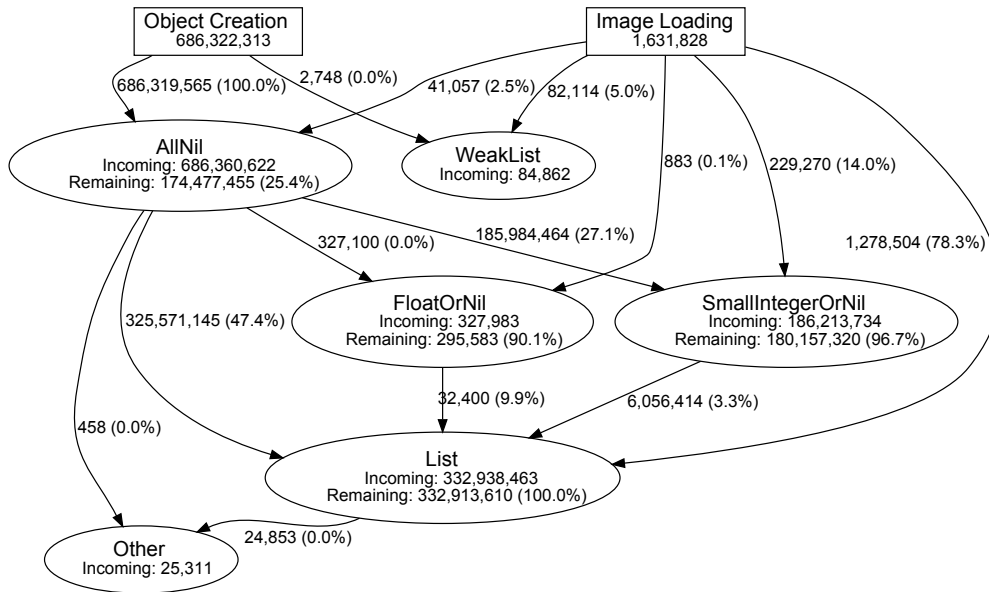 Object Creation
686,322,313
Image Loading
1,631,828
686,319,565 (100.0%)
2,748 (0.0%)
41,057 (2.5%)
82,114 (5.0%)
AllNil
Incoming: 686,360,622
Remaining: 174,477,455 (25.4%)
WeakList
Incoming: 84,862
883 (0.1%)
229,270 (14.0%)
327,100 (0.0%)
185,984,464 (27.1%)
1,278,504 (78.3%)
325,571,145 (47.4%)
FloatOrNil
Incoming: 327,983
Remaining: 295,583 (90.1%)
SmallIntegerOrNil
Incoming: 186,213,734
Remaining: 180,157,320 (96.7%)
458 (0.0%)
32,400 (9.9%)
6,056,414 (3.3%)
List
Incoming: 332,938,463
Remaining: 332,913,610 (100.0%)
24,853 (0.0%)
Other
Incoming: 25,311